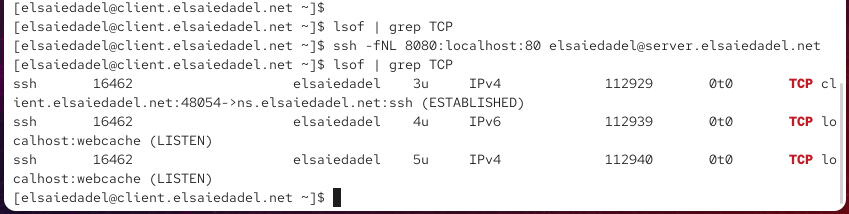 [elsaiedadel@client.elsaiedadel.net ~]$
[elsaiedadel@client.elsaiedadel.net ~]$ lsof | grep TCP
[elsaiedadel@client.elsaiedadel.net ~]$ ssh -fNL 8080:localhost:80 elsaiedadel@server.elsaiedadel.net
[elsaiedadel@client.elsaiedadel.net ~]$ lsof | grep TCP
ssh       16462                    elsaiedadel    3u     IPv4             112929       0t0       TCP cl
ient.elsaiedadel.net:48054->ns.elsaiedadel.net:ssh (ESTABLISHED)
ssh       16462                    elsaiedadel    4u     IPv6             112939       0t0       TCP lo
calhost:webcache (LISTEN)
ssh       16462                    elsaiedadel    5u     IPv4             112940       0t0       TCP lo
calhost:webcache (LISTEN)
[elsaiedadel@client.elsaiedadel.net ~]$